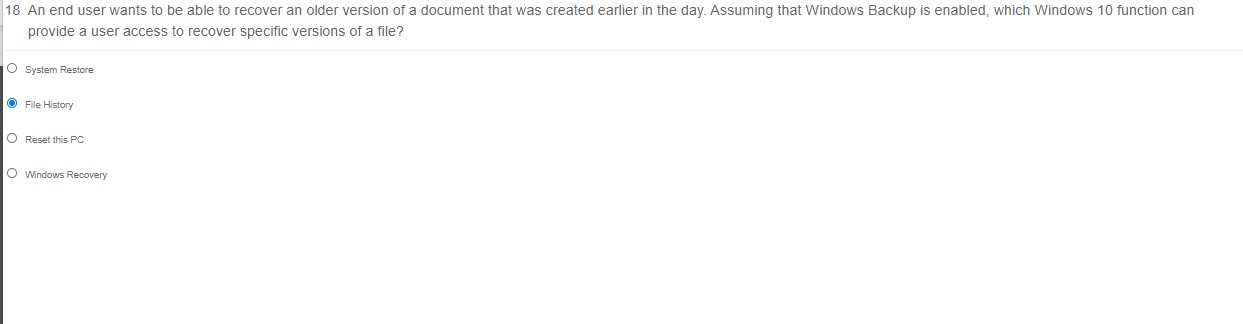 18 An end user wants to be able to recover an older version of a document that was created earlier in the day. Assuming that Windows Backup is enabled, which Windows 10 function can
provide a user access to recover specific versions of a file?
System Restore
File History
Reset this PC
Windows Recovery